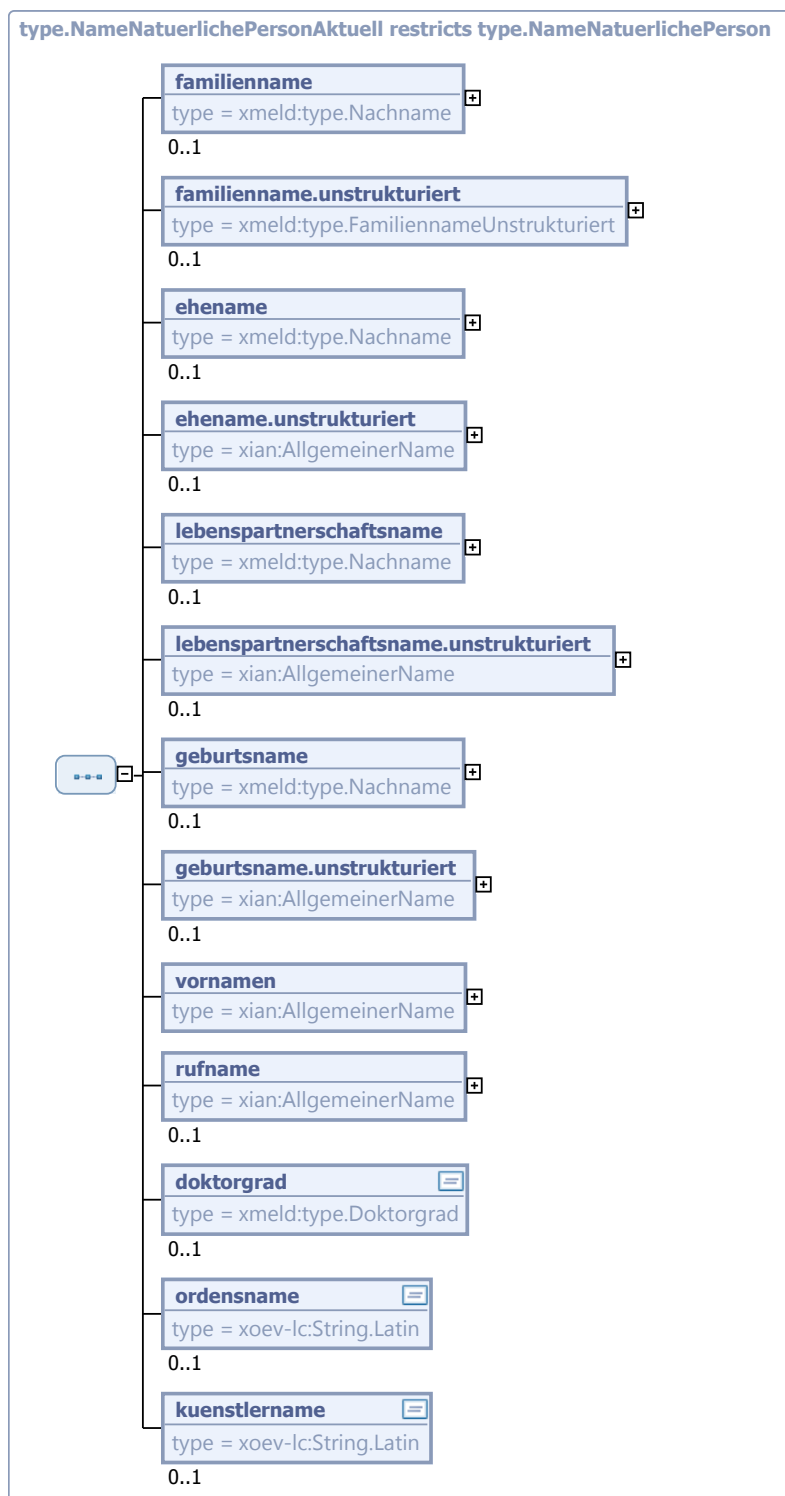 type.NameNatuerlichePersonAktuell restricts type.NameNatuerlichePerson
familienname
type = xmeld:type.Nachname
0..1
familienname.unstrukturiert
type = xmeld:type.FamiliennameUnstrukturiert
0..1
ehename
type = xmeld:type.Nachname
0..1
ehename.unstrukturiert
type = xian:AllgemeinerName
0..1
lebenspartnerschaftsname
type = xmeld:type.Nachname
0..1
lebenspartnerschaftsname.unstrukturiert
type = xian:AllgemeinerName
0..1
geburtsname
type = xmeld:type.Nachname
0..1
geburtsname.unstrukturiert
type = xian:AllgemeinerName
0..1
vornamen
type = xian:AllgemeinerName
rufname
type = xian:AllgemeinerName
0..1
doktorgrad
type = xmeld:type.Doktorgrad
0..1
ordensname
type = xoev-lc:String.Latin
0..1
kuenstlername
type = xoev-lc:String.Latin
0..1